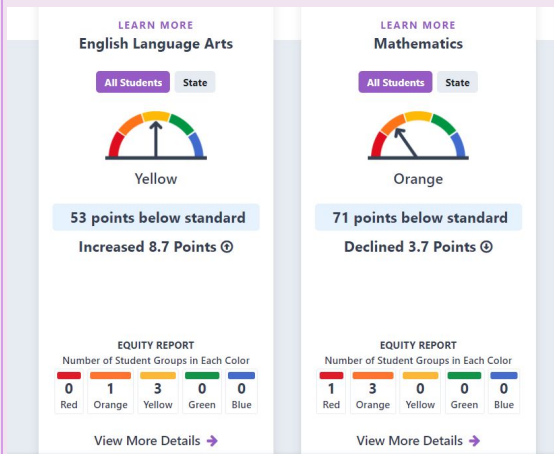 LEARN MORE
English Language Arts
All Students State
Yellow
53 points below standard
Increased 8.7 Points
EQUITY REPORT
Number of Student Groups in Each Color
0 1 3 0 0
Red Orange Yellow Green Blue
View More Details
LEARN MORE
Mathematics
All Students State
Orange
71 points below standard
Declined 3.7 Points
EQUITY REPORT
Number of Student Groups in Each Color
1 3 0 0 0
Red Orange Yellow Green Blue
View More Details